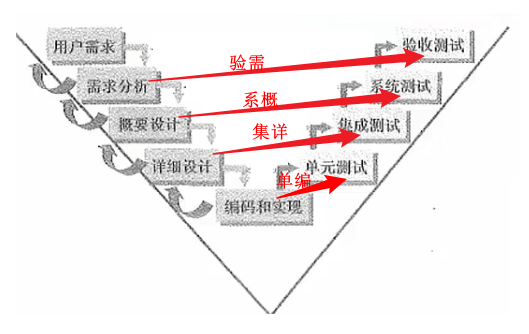 用户需求
验收测试
验需
需求分析
系统测试
系概
概要设计
集成测试
集详
详细设计
单元测试
单编
编码和实现